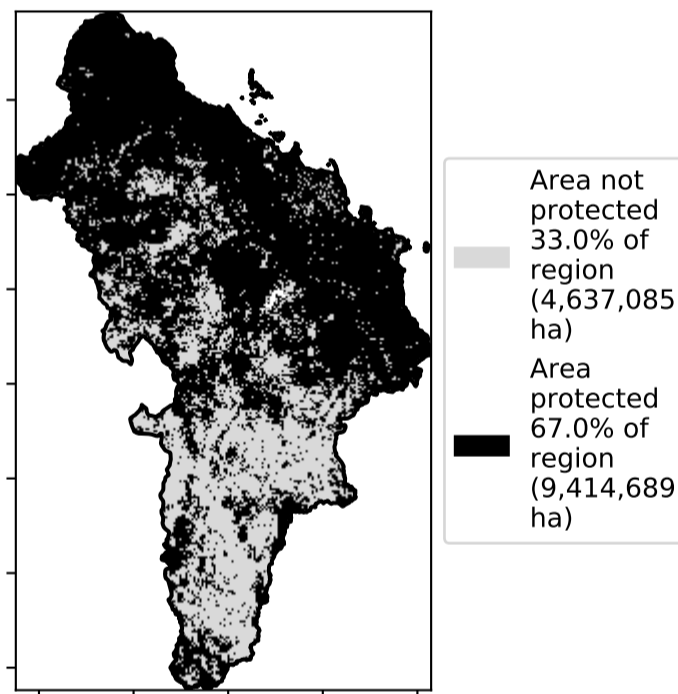 Area not
protected
33.0% of
region
(4,637,085
ha)
Area
protected
67.0% of
region
(9,414,689
ha)